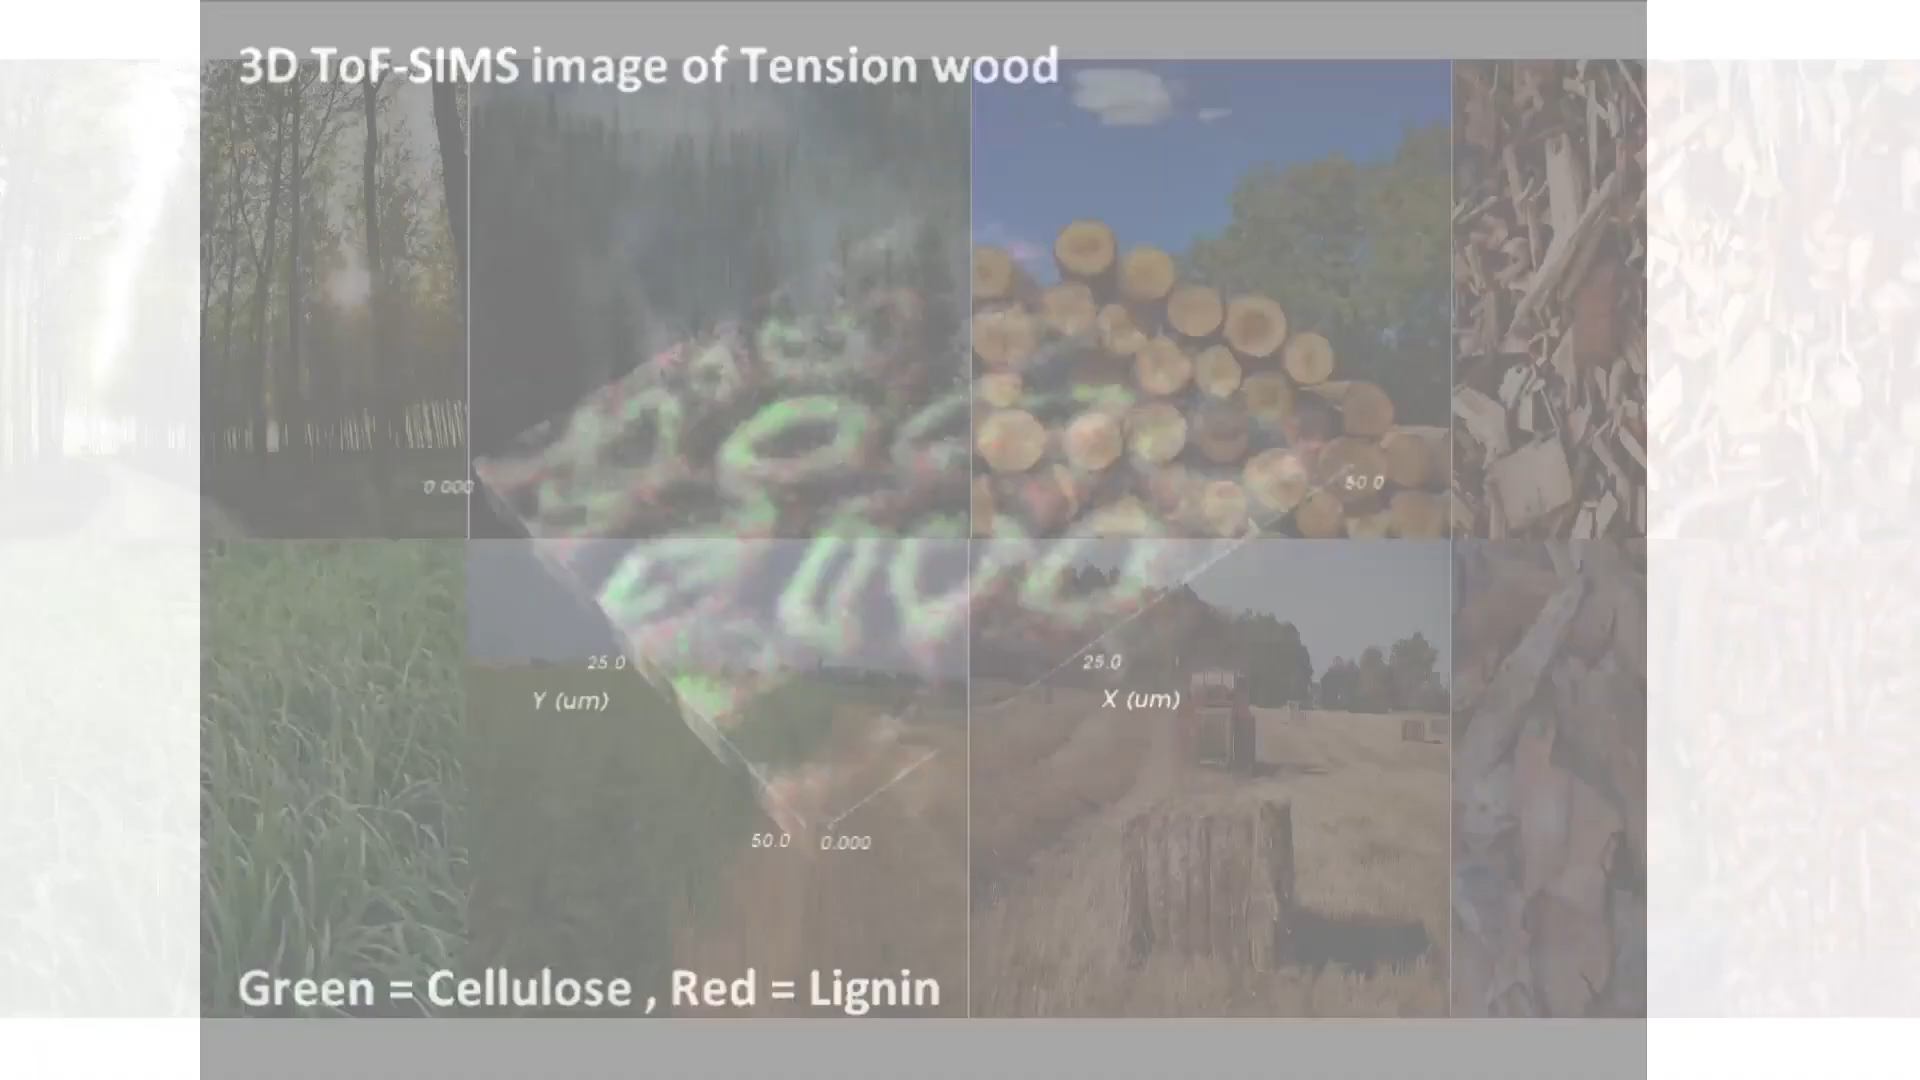 3D ToF-SIMS image of Tension wood
0.000
50.0
25.0
25.0
Y (um)
X (um)
50.0
0.000
Green = Cellulose , Red = Lignin